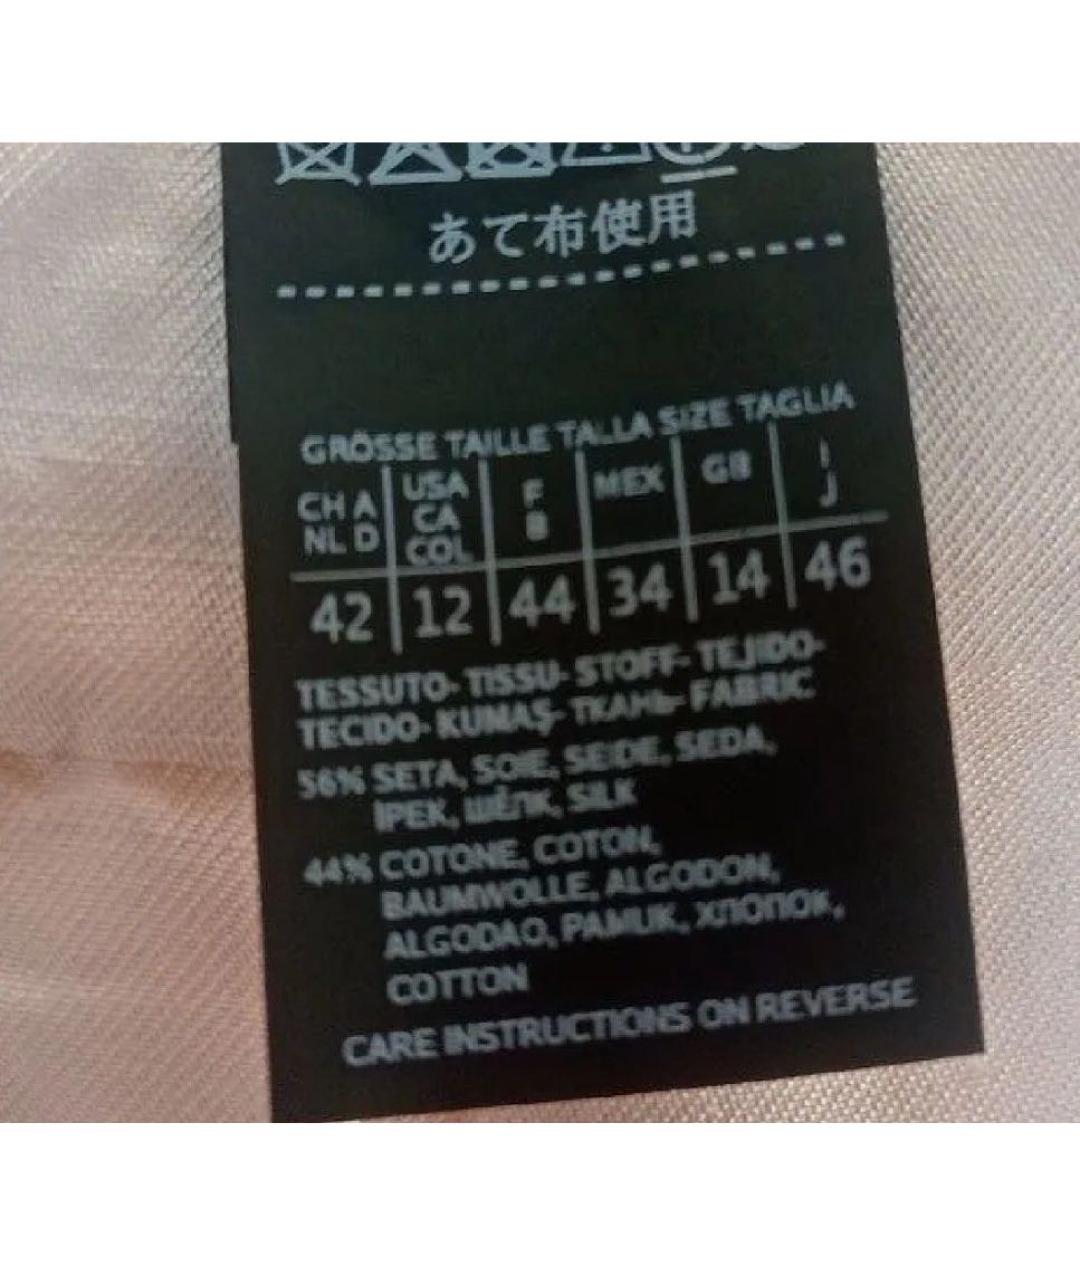 あて布使用
GRÖSSE TAILLE TALLA SIZE TAGLIA
CH A NL D USA CA COL F B MEX GB I J
42 12 44 34 14 46
TESSUTO- TISSU- STOFF- TEJIDO-
TECIDO- KUMAŞ- ТКАНЬ- FABRIC
56% SETA, SOIE, SEIDE, SEDA,
İPEK, ШЁЛК, SILK
44% COTONE, COTON,
BAUMWOLLE, ALGODON,
ALGODAO, PAMUK, ХЛОПОК,
COTTON
CARE INSTRUCTIONS ON REVERSE